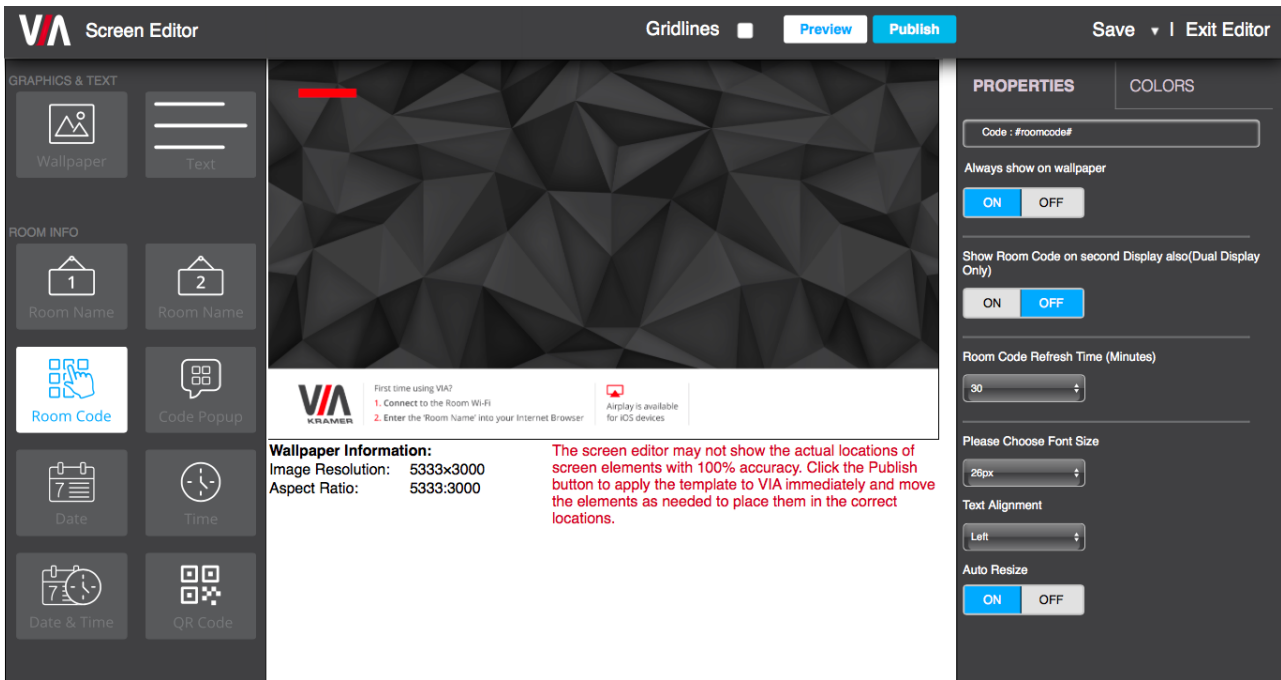 VIA Screen Editor
Gridlines
Preview
Publish
Save ▾ | Exit Editor
GRAPHICS & TEXT
Wallpaper
Text
ROOM INFO
1
Room Name
2
Room Name
Room Code
Code Popup
7
Date
Time
7
Date & Time
QR Code
VIA
KRAMER
First time using VIA?
1. Connect to the Room Wi-Fi
2. Enter the 'Room Name' into your Internet Browser
Airplay is available
for iOS devices
Wallpaper Information:
Image Resolution: 5333×3000
Aspect Ratio: 5333:3000
The screen editor may not show the actual locations of
screen elements with 100% accuracy. Click the Publish
button to apply the template to VIA immediately and move
the elements as needed to place them in the correct
locations.
PROPERTIES
COLORS
Code : #roomcode#
Always show on wallpaper
ON OFF
Show Room Code on second Display also(Dual Display
Only)
ON OFF
Room Code Refresh Time (Minutes)
30
Please Choose Font Size
26px
Text Alignment
Left
Auto Resize
ON OFF